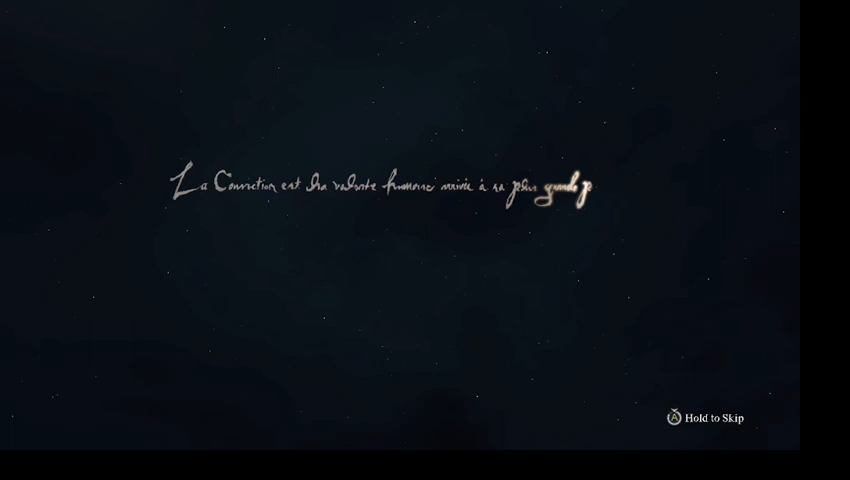 La Conviction est la volonté humaine arrivée à sa plus grande p
A Hold to Skip